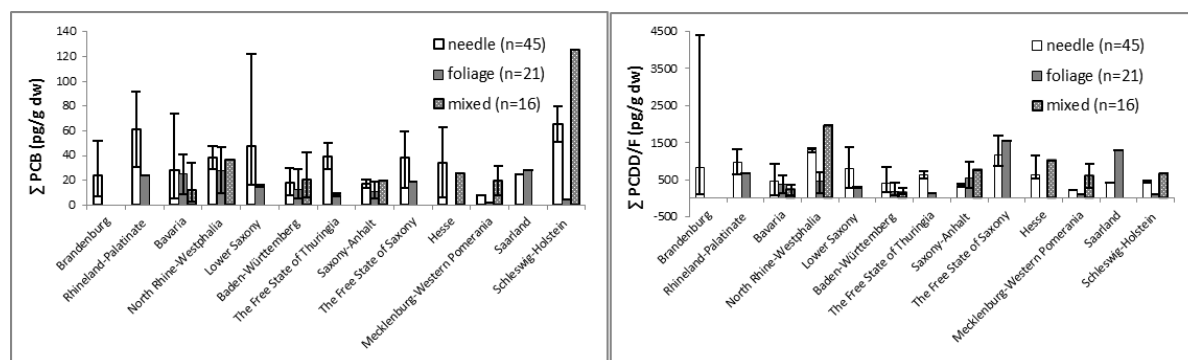 140
120
100
80
60
40
20
0
∑ PCB (pg/g dw)
needle (n=45)
foliage (n=21)
mixed (n=16)
Brandenburg
Rhineland-Palatinate
Bavaria
North Rhine-Westphalia
Lower Saxony
Baden-Württemberg
The Free State of Thuringia
Saxony-Anhalt
The Free State of Saxony
Hesse
Mecklenburg-Western Pomerania
Saarland
Schleswig-Holstein
4500
3500
2500
1500
500
-500
∑ PCDD/F (pg/g dw)
needle (n=45)
foliage (n=21)
mixed (n=16)
Brandenburg
Rhineland-Palatinate
Bavaria
North Rhine-Westphalia
Lower Saxony
Baden-Württemberg
The Free State of Thuringia
Saxony-Anhalt
The Free State of Saxony
Hesse
Mecklenburg-Western Pomerania
Saarland
Schleswig-Holstein